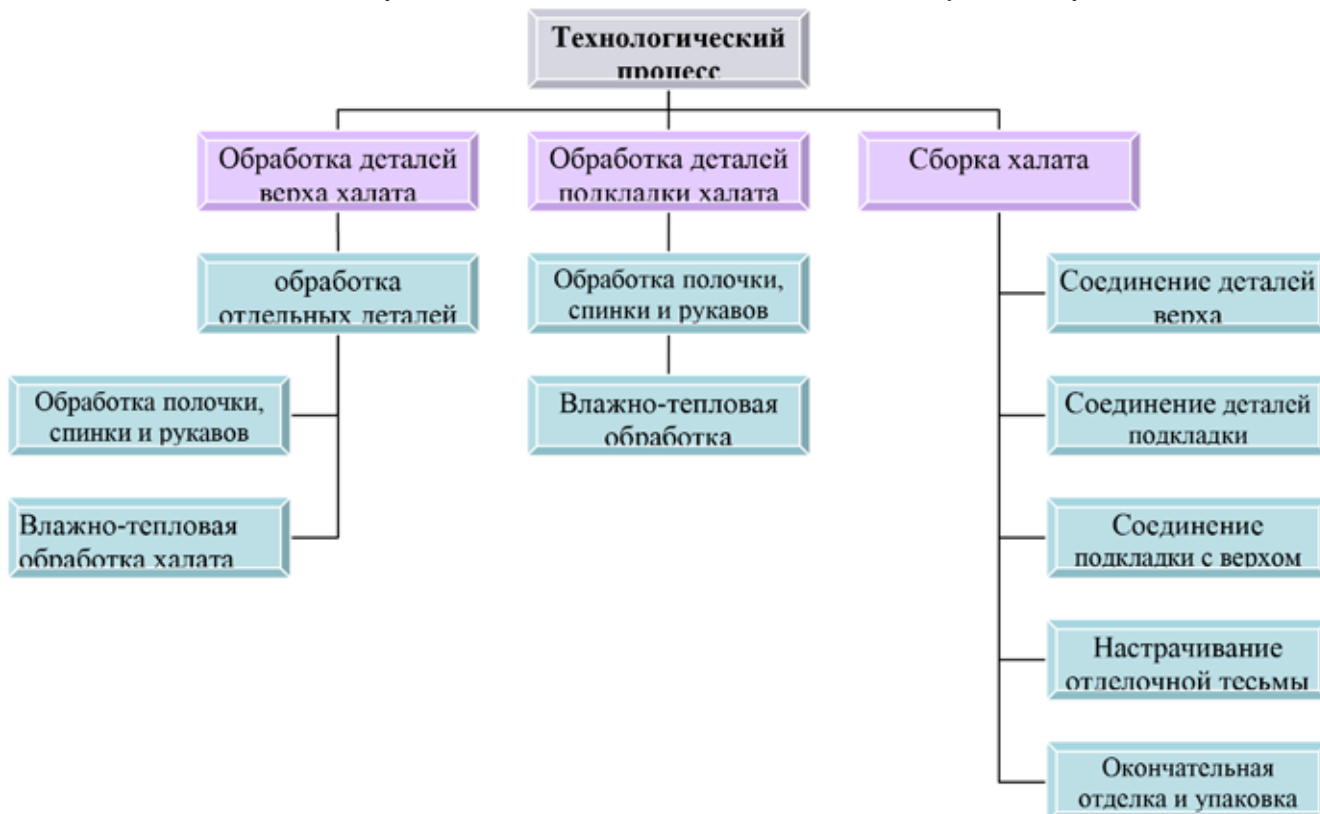 Технологический
процесс
Обработка деталей
верха халата
Обработка деталей
подкладки халата
Сборка халата
обработка
отдельных деталей
Обработка полочки,
спинки и рукавов
Соединение деталей
верха
Обработка полочки,
спинки и рукавов
Влажно-тепловая
обработка
Соединение деталей
подкладки
Влажно-тепловая
обработка халата
Соединение
подкладки с верхом
Настрачивание
отделочной тесьмы
Окончательная
отделка и упаковка